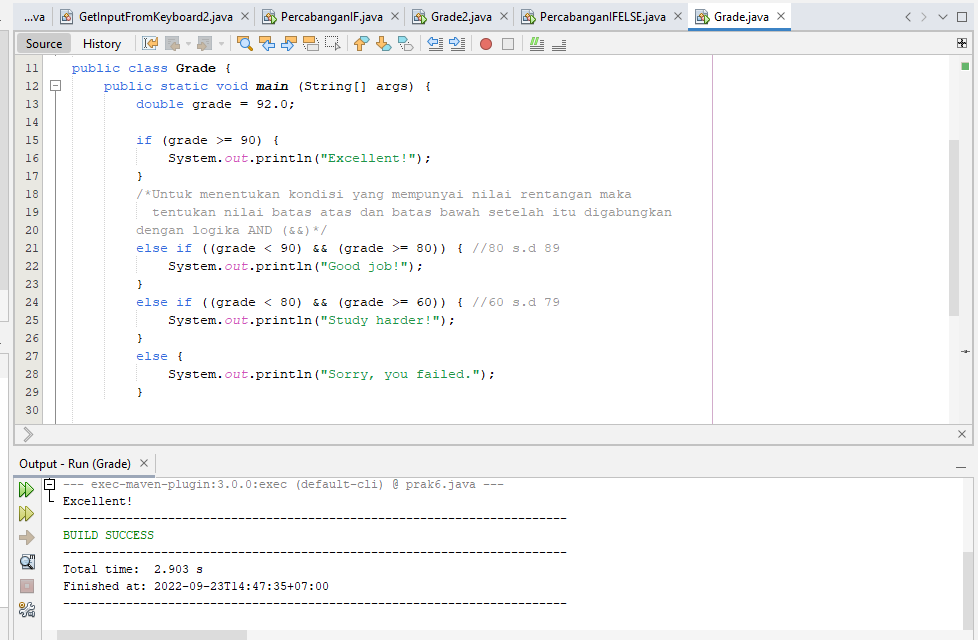 ...va GetInputFromKeyboard2.java PercabanganIF.java Grade2.java PercabanganIFELSE.java Grade.java
Source History
11 public class Grade {
12 public static void main (String[] args) {
13 double grade = 92.0;
14
15 if (grade >= 90) {
16 System.out.println("Excellent!");
17 }
18 /*Untuk menentukan kondisi yang mempunyai nilai rentangan maka
19 tentukan nilai batas atas dan batas bawah setelah itu digabungkan
20 dengan logika AND (&&)*/
21 else if ((grade < 90) && (grade >= 80)) { //80 s.d 89
22 System.out.println("Good job!");
23 }
24 else if ((grade < 80) && (grade >= 60)) { //60 s.d 79
25 System.out.println("Study harder!");
26 }
27 else {
28 System.out.println("Sorry, you failed.");
29 }
30
Output - Run (Grade)
--- exec-maven-plugin:3.0.0:exec (default-cli) @ prak6.java ---
Excellent!
------------------------------------------------------------------------
BUILD SUCCESS
------------------------------------------------------------------------
Total time:  2.903 s
Finished at: 2022-09-23T14:47:35+07:00
------------------------------------------------------------------------